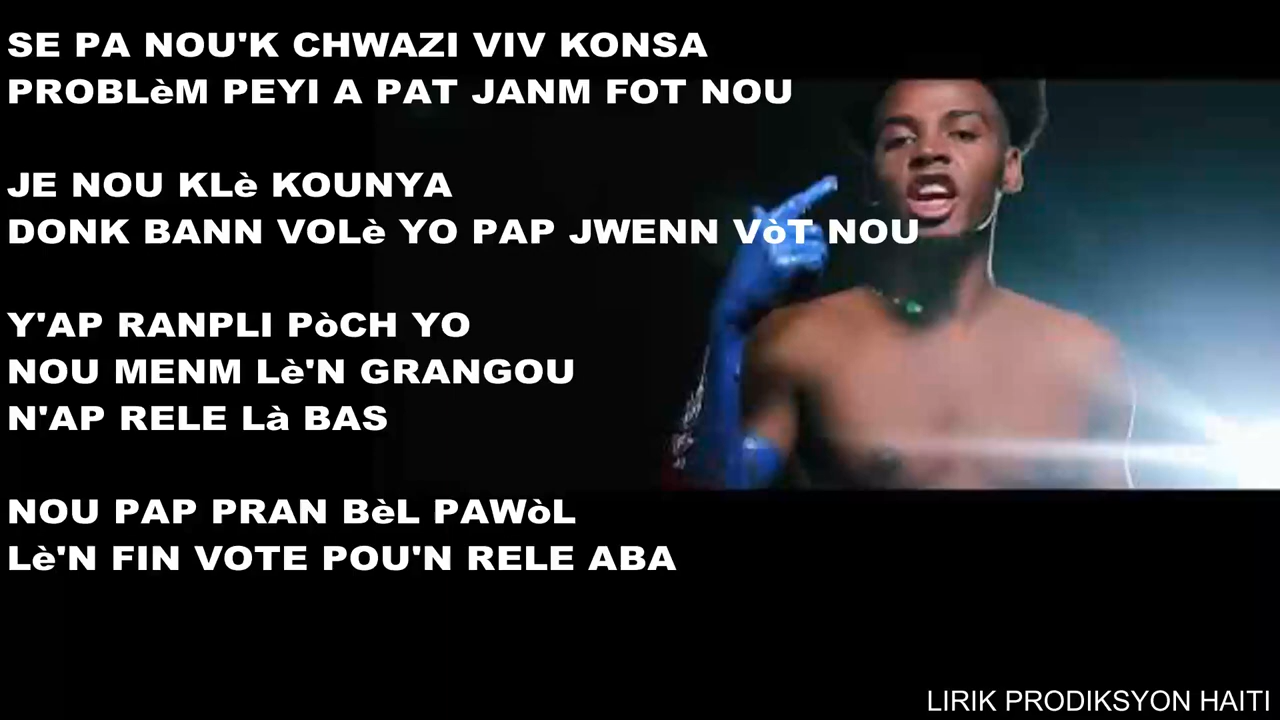 SE PA NOU'K CHWAZI VIV KONSA
PROBLèM PEYI A PAT JANM FOT NOU
JE NOU KLè KOUNYA
DONK BANN VOLè YO PAP JWENN VòT NOU
Y'AP RANPLI PòCH YO
NOU MENM Lè'N GRANGOU
N'AP RELE Là BAS
NOU PAP PRAN BèL PAWòL
Lè'N FIN VOTE POU'N RELE ABA
LIRIK PRODIKSYON HAITI